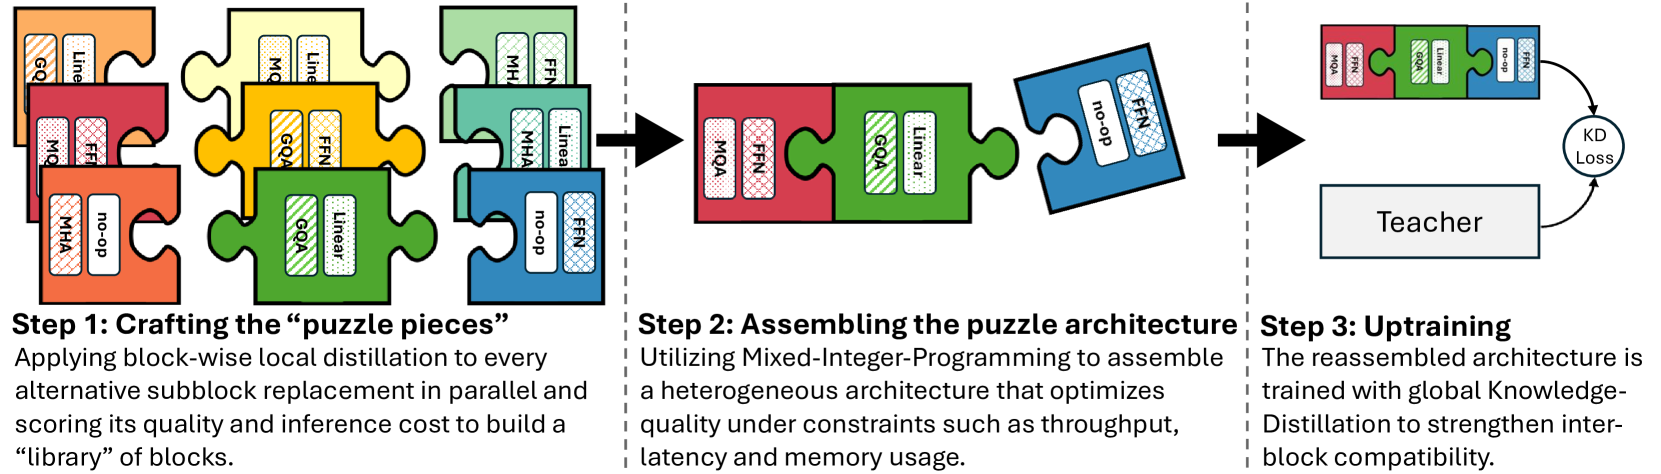 GQ
Line
MQ
Line
MHA
FFN
MQ
FFN
GQA
FFN
MHA
Linear
MHA
no-op
GQA
Linear
no-op
FFN
MQA
FFN
GQA
Linear
no-op
FFN
MQA
FFN
GQA
Linear
no-op
FFN
KD
Loss
Teacher
Step 1: Crafting the “puzzle pieces”
Applying block-wise local distillation to every
alternative subblock replacement in parallel and
scoring its quality and inference cost to build a
“library” of blocks.
Step 2: Assembling the puzzle architecture
Utilizing Mixed-Integer-Programming to assemble
a heterogeneous architecture that optimizes
quality under constraints such as throughput,
latency and memory usage.
Step 3: Uptraining
The reassembled architecture is
trained with global Knowledge-
Distillation to strengthen inter-
block compatibility.